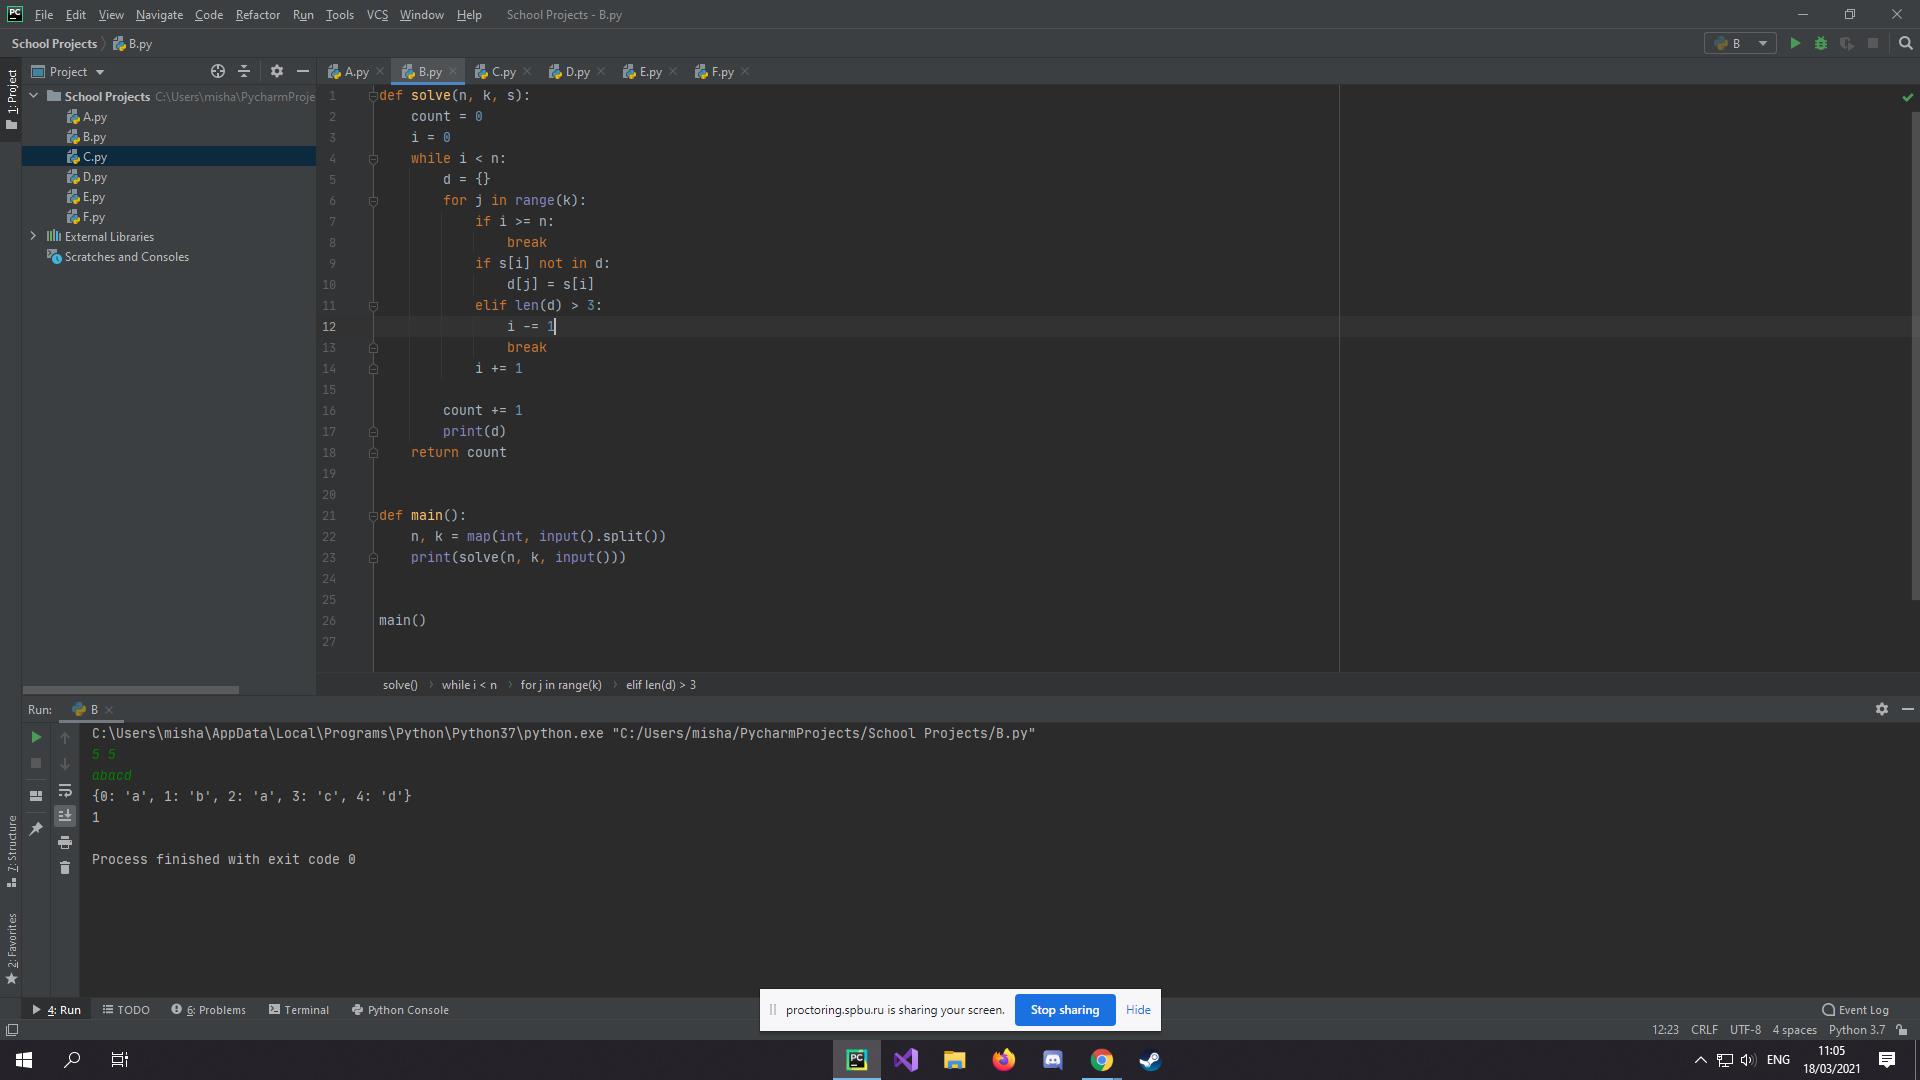 PC File Edit View Navigate Code Refactor Run Tools VCS Window Help School Projects - B.py
School Projects B.py B
1: Project Project A.py B.py C.py D.py E.py F.py
School Projects C:\Users\misha\PycharmProje
A.py
B.py
C.py
D.py
E.py
F.py
External Libraries
Scratches and Consoles
1 def solve(n, k, s):
2 count = 0
3 i = 0
4 while i < n:
5 d = {}
6 for j in range(k):
7 if i >= n:
8 break
9 if s[i] not in d:
10 d[j] = s[i]
11 elif len(d) > 3:
12 i -= 1
13 break
14 i += 1
15
16 count += 1
17 print(d)
18 return count
19
20
21 def main():
22 n, k = map(int, input().split())
23 print(solve(n, k, input()))
24
25
26 main()
27
solve() while i < n for j in range(k) elif len(d) > 3
Run: B
C:\Users\misha\AppData\Local\Programs\Python\Python37\python.exe "C:/Users/misha/PycharmProjects/School Projects/B.py"
5 5
abacd
{0: 'a', 1: 'b', 2: 'a', 3: 'c', 4: 'd'}
1
Process finished with exit code 0
7: Structure
2: Favorites
4: Run TODO 6: Problems Terminal Python Console Event Log
proctoring.spbu.ru is sharing your screen. Stop sharing Hide
12:23 CRLF UTF-8 4 spaces Python 3.7
PC ENG 11:05
18/03/2021